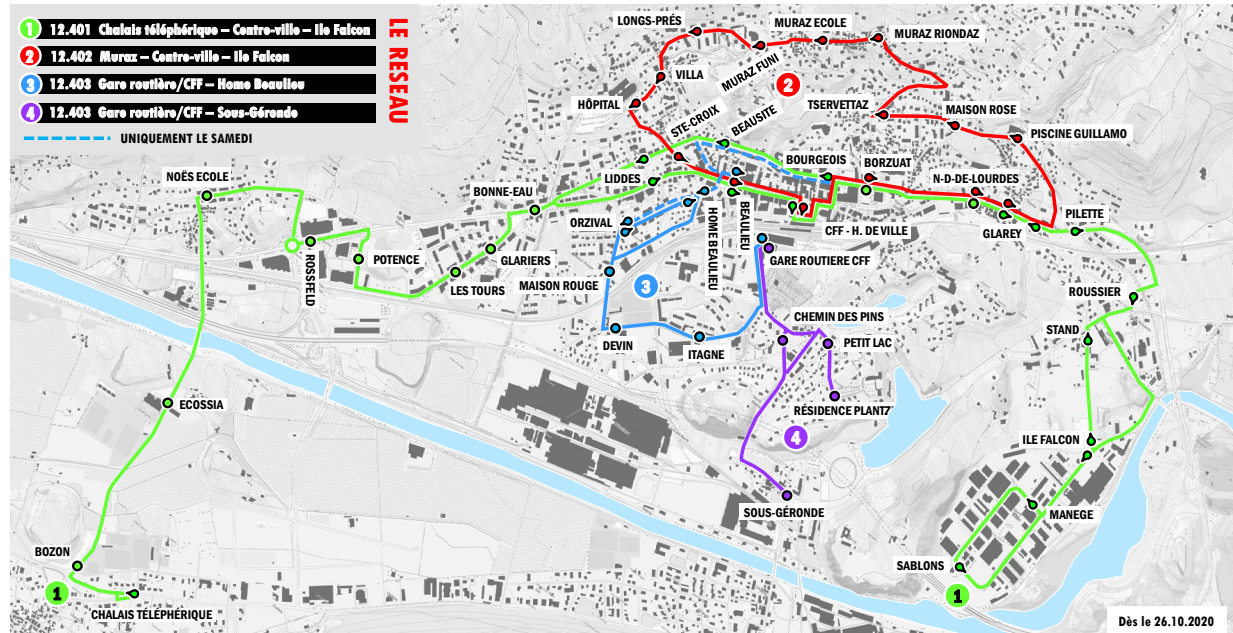 1 12.401 Chalais téléphérique – Centre-ville – Ile Falcon
2 12.402 Muraz – Centre-ville – Ile Falcon
3 12.403 Gare routière/CFF – Home Beaulieu
4 12.403 Gare routière/CFF – Sous-Géronde
UNIQUEMENT LE SAMEDI
LE RESEAU
LONGS-PRÉS
MURAZ ECOLE
MURAZ RIONDAZ
MURAZ FUNI
VILLA
2
HÔPITAL
TSERVETTAZ
MAISON ROSE
STE-CROIX
BEAUSITE
PISCINE GUILLAMO
NOËS ECOLE
BONNE-EAU
LIDDES
BOURGEOIS
BORZUAT
N-D-DE-LOURDES
ORZIVAL
HOME BEAULIEU
BEAULIEU
CFF - H. DE VILLE
GLAREY
PILETTE
ROSSFELD
POTENCE
GLARIERS
LES TOURS
MAISON ROUGE
GARE ROUTIERE CFF
3
ROUSSIER
CHEMIN DES PINS
STAND
DEVIN
ITAGNE
PETIT LAC
ECOSSIA
RÉSIDENCE PLANTZ
4
ILE FALCON
SOUS-GÉRONDE
MANEGE
BOZON
SABLONS
1
CHALAIS TÉLÉPHÉRIQUE
1
Dès le 26.10.2020